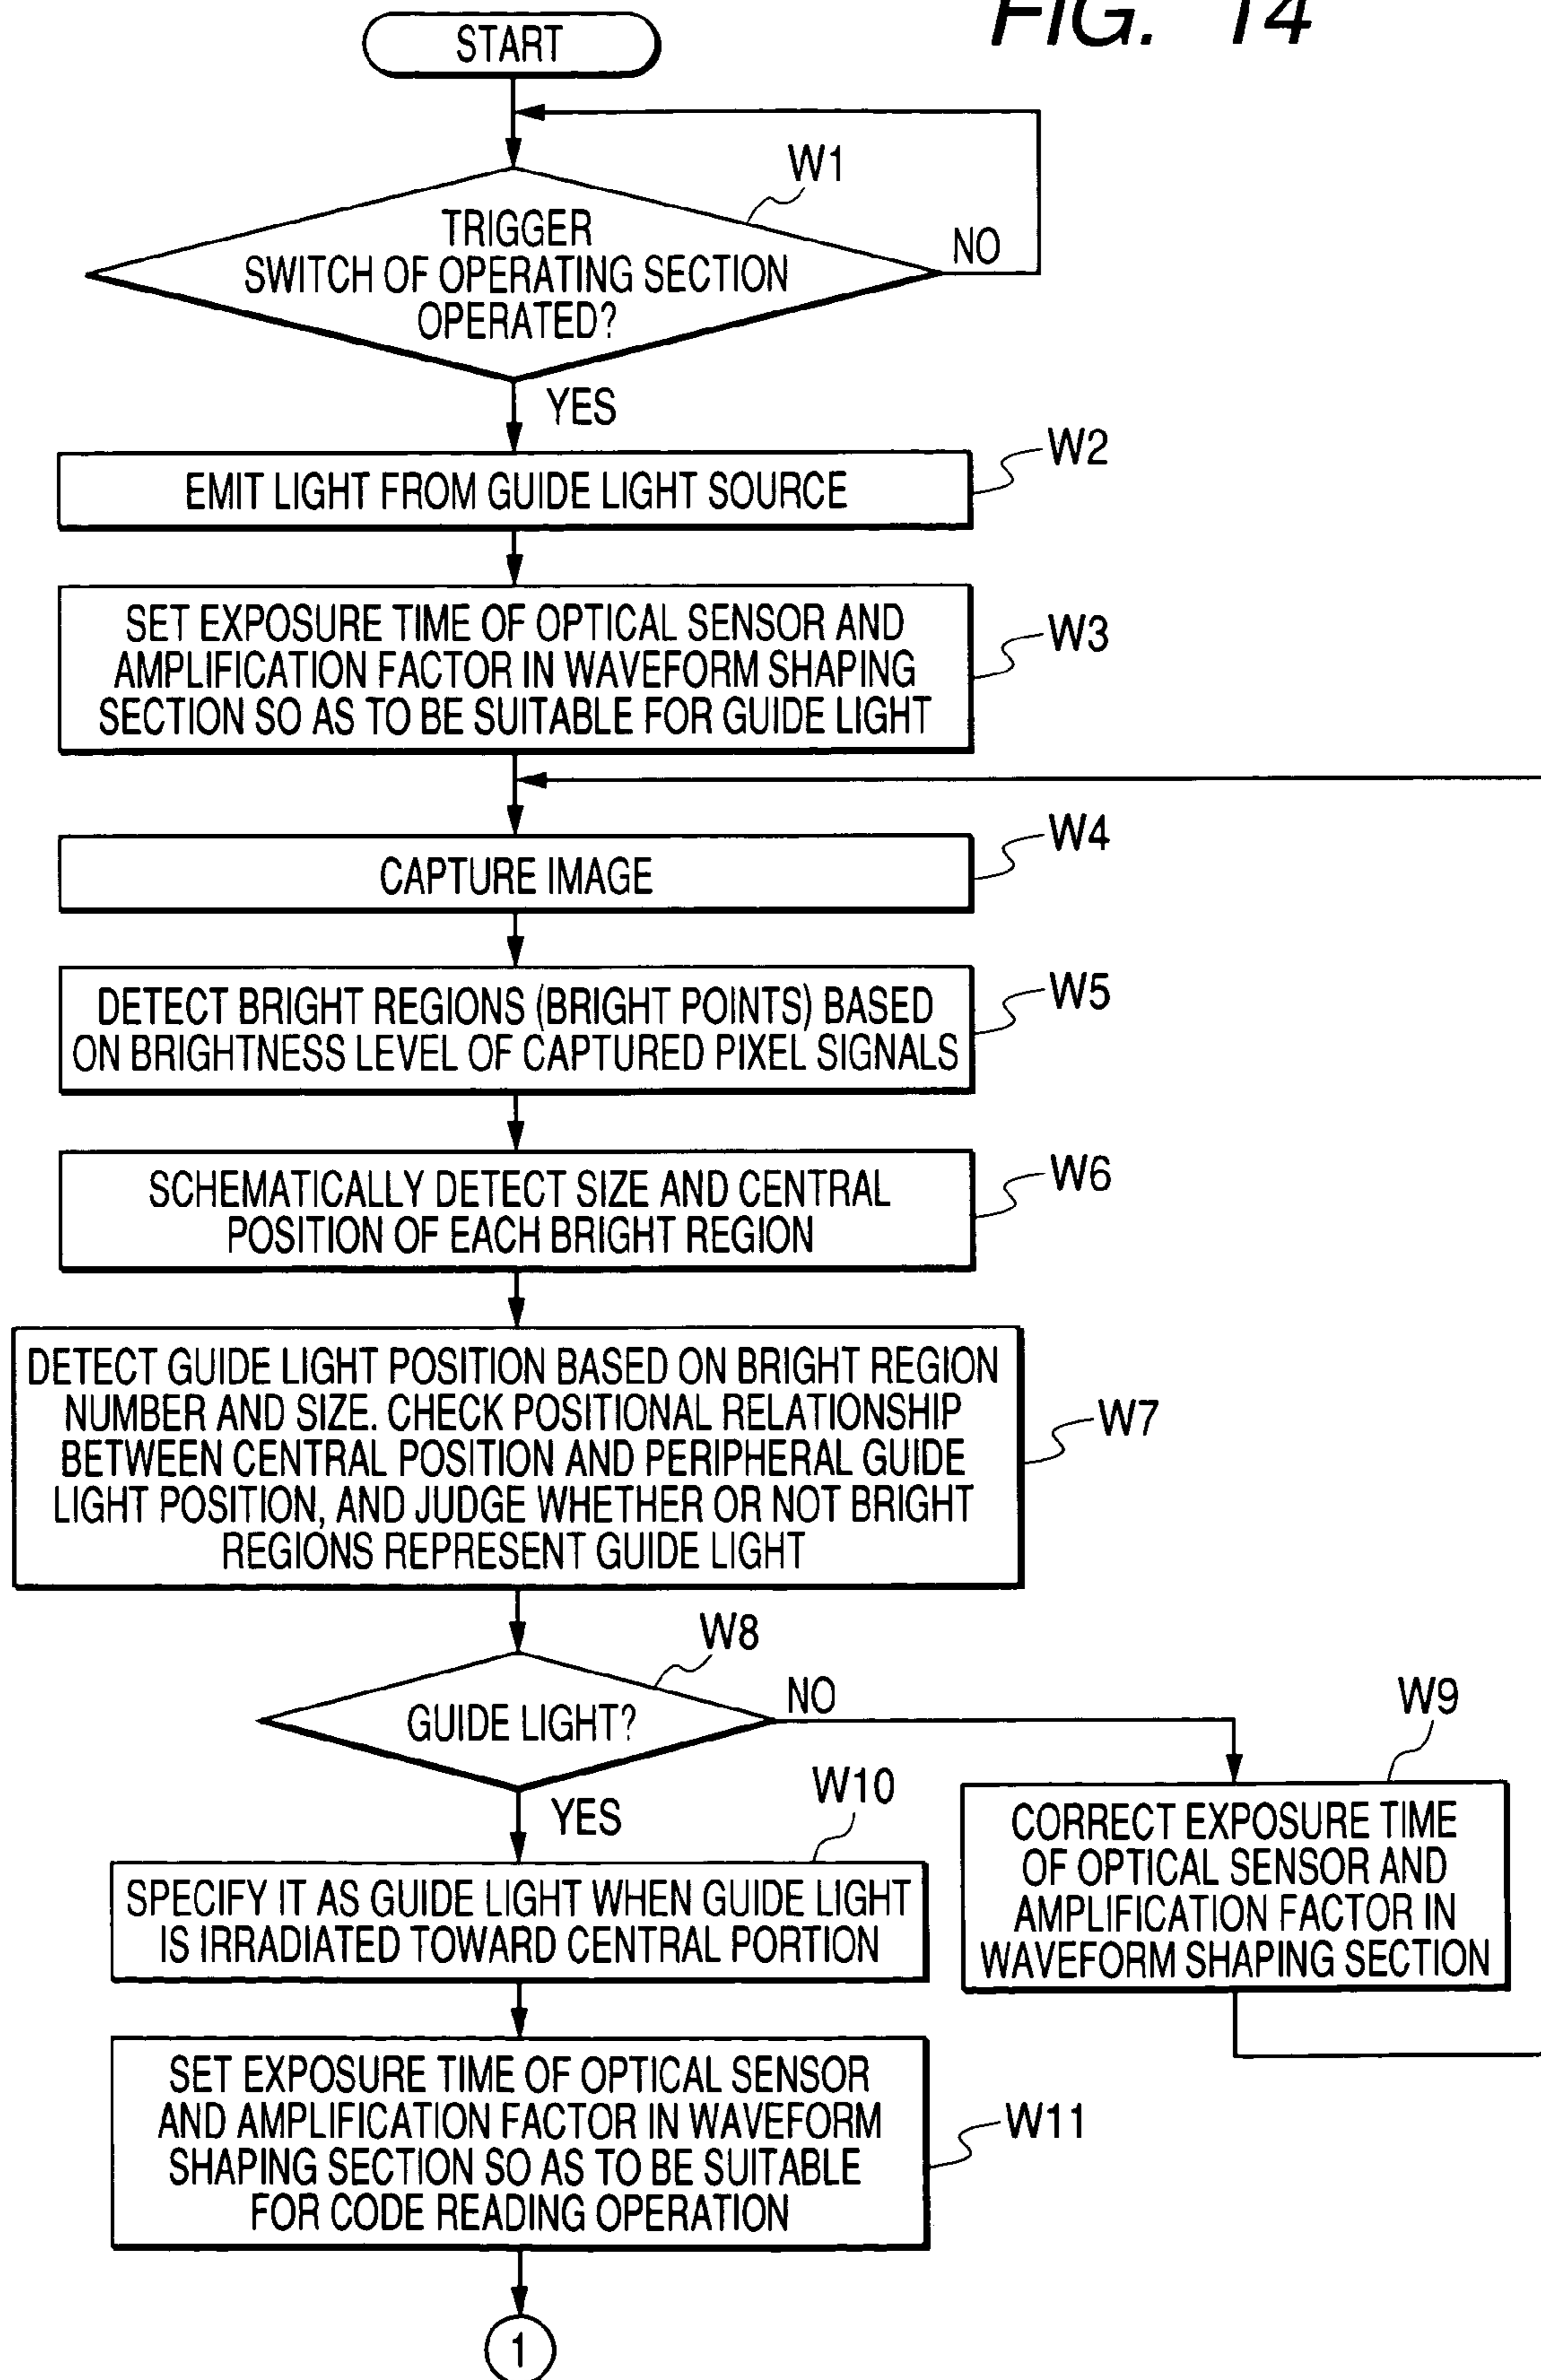 FIG. 14
START
W1
TRIGGER
SWITCH OF OPERATING SECTION
OPERATED?
NO
YES
W2
EMIT LIGHT FROM GUIDE LIGHT SOURCE
SET EXPOSURE TIME OF OPTICAL SENSOR AND
AMPLIFICATION FACTOR IN WAVEFORM SHAPING
SECTION SO AS TO BE SUITABLE FOR GUIDE LIGHT
W3
W4
CAPTURE IMAGE
DETECT BRIGHT REGIONS (BRIGHT POINTS) BASED
ON BRIGHTNESS LEVEL OF CAPTURED PIXEL SIGNALS
W5
SCHEMATICALLY DETECT SIZE AND CENTRAL
POSITION OF EACH BRIGHT REGION
W6
DETECT GUIDE LIGHT POSITION BASED ON BRIGHT REGION
NUMBER AND SIZE. CHECK POSITIONAL RELATIONSHIP
BETWEEN CENTRAL POSITION AND PERIPHERAL GUIDE
LIGHT POSITION, AND JUDGE WHETHER OR NOT BRIGHT
REGIONS REPRESENT GUIDE LIGHT
W7
W8
GUIDE LIGHT?
NO
YES
W9
CORRECT EXPOSURE TIME
OF OPTICAL SENSOR AND
AMPLIFICATION FACTOR IN
WAVEFORM SHAPING SECTION
W10
SPECIFY IT AS GUIDE LIGHT WHEN GUIDE LIGHT
IS IRRADIATED TOWARD CENTRAL PORTION
SET EXPOSURE TIME OF OPTICAL SENSOR
AND AMPLIFICATION FACTOR IN WAVEFORM
SHAPING SECTION SO AS TO BE SUITABLE
FOR CODE READING OPERATION
W11
1